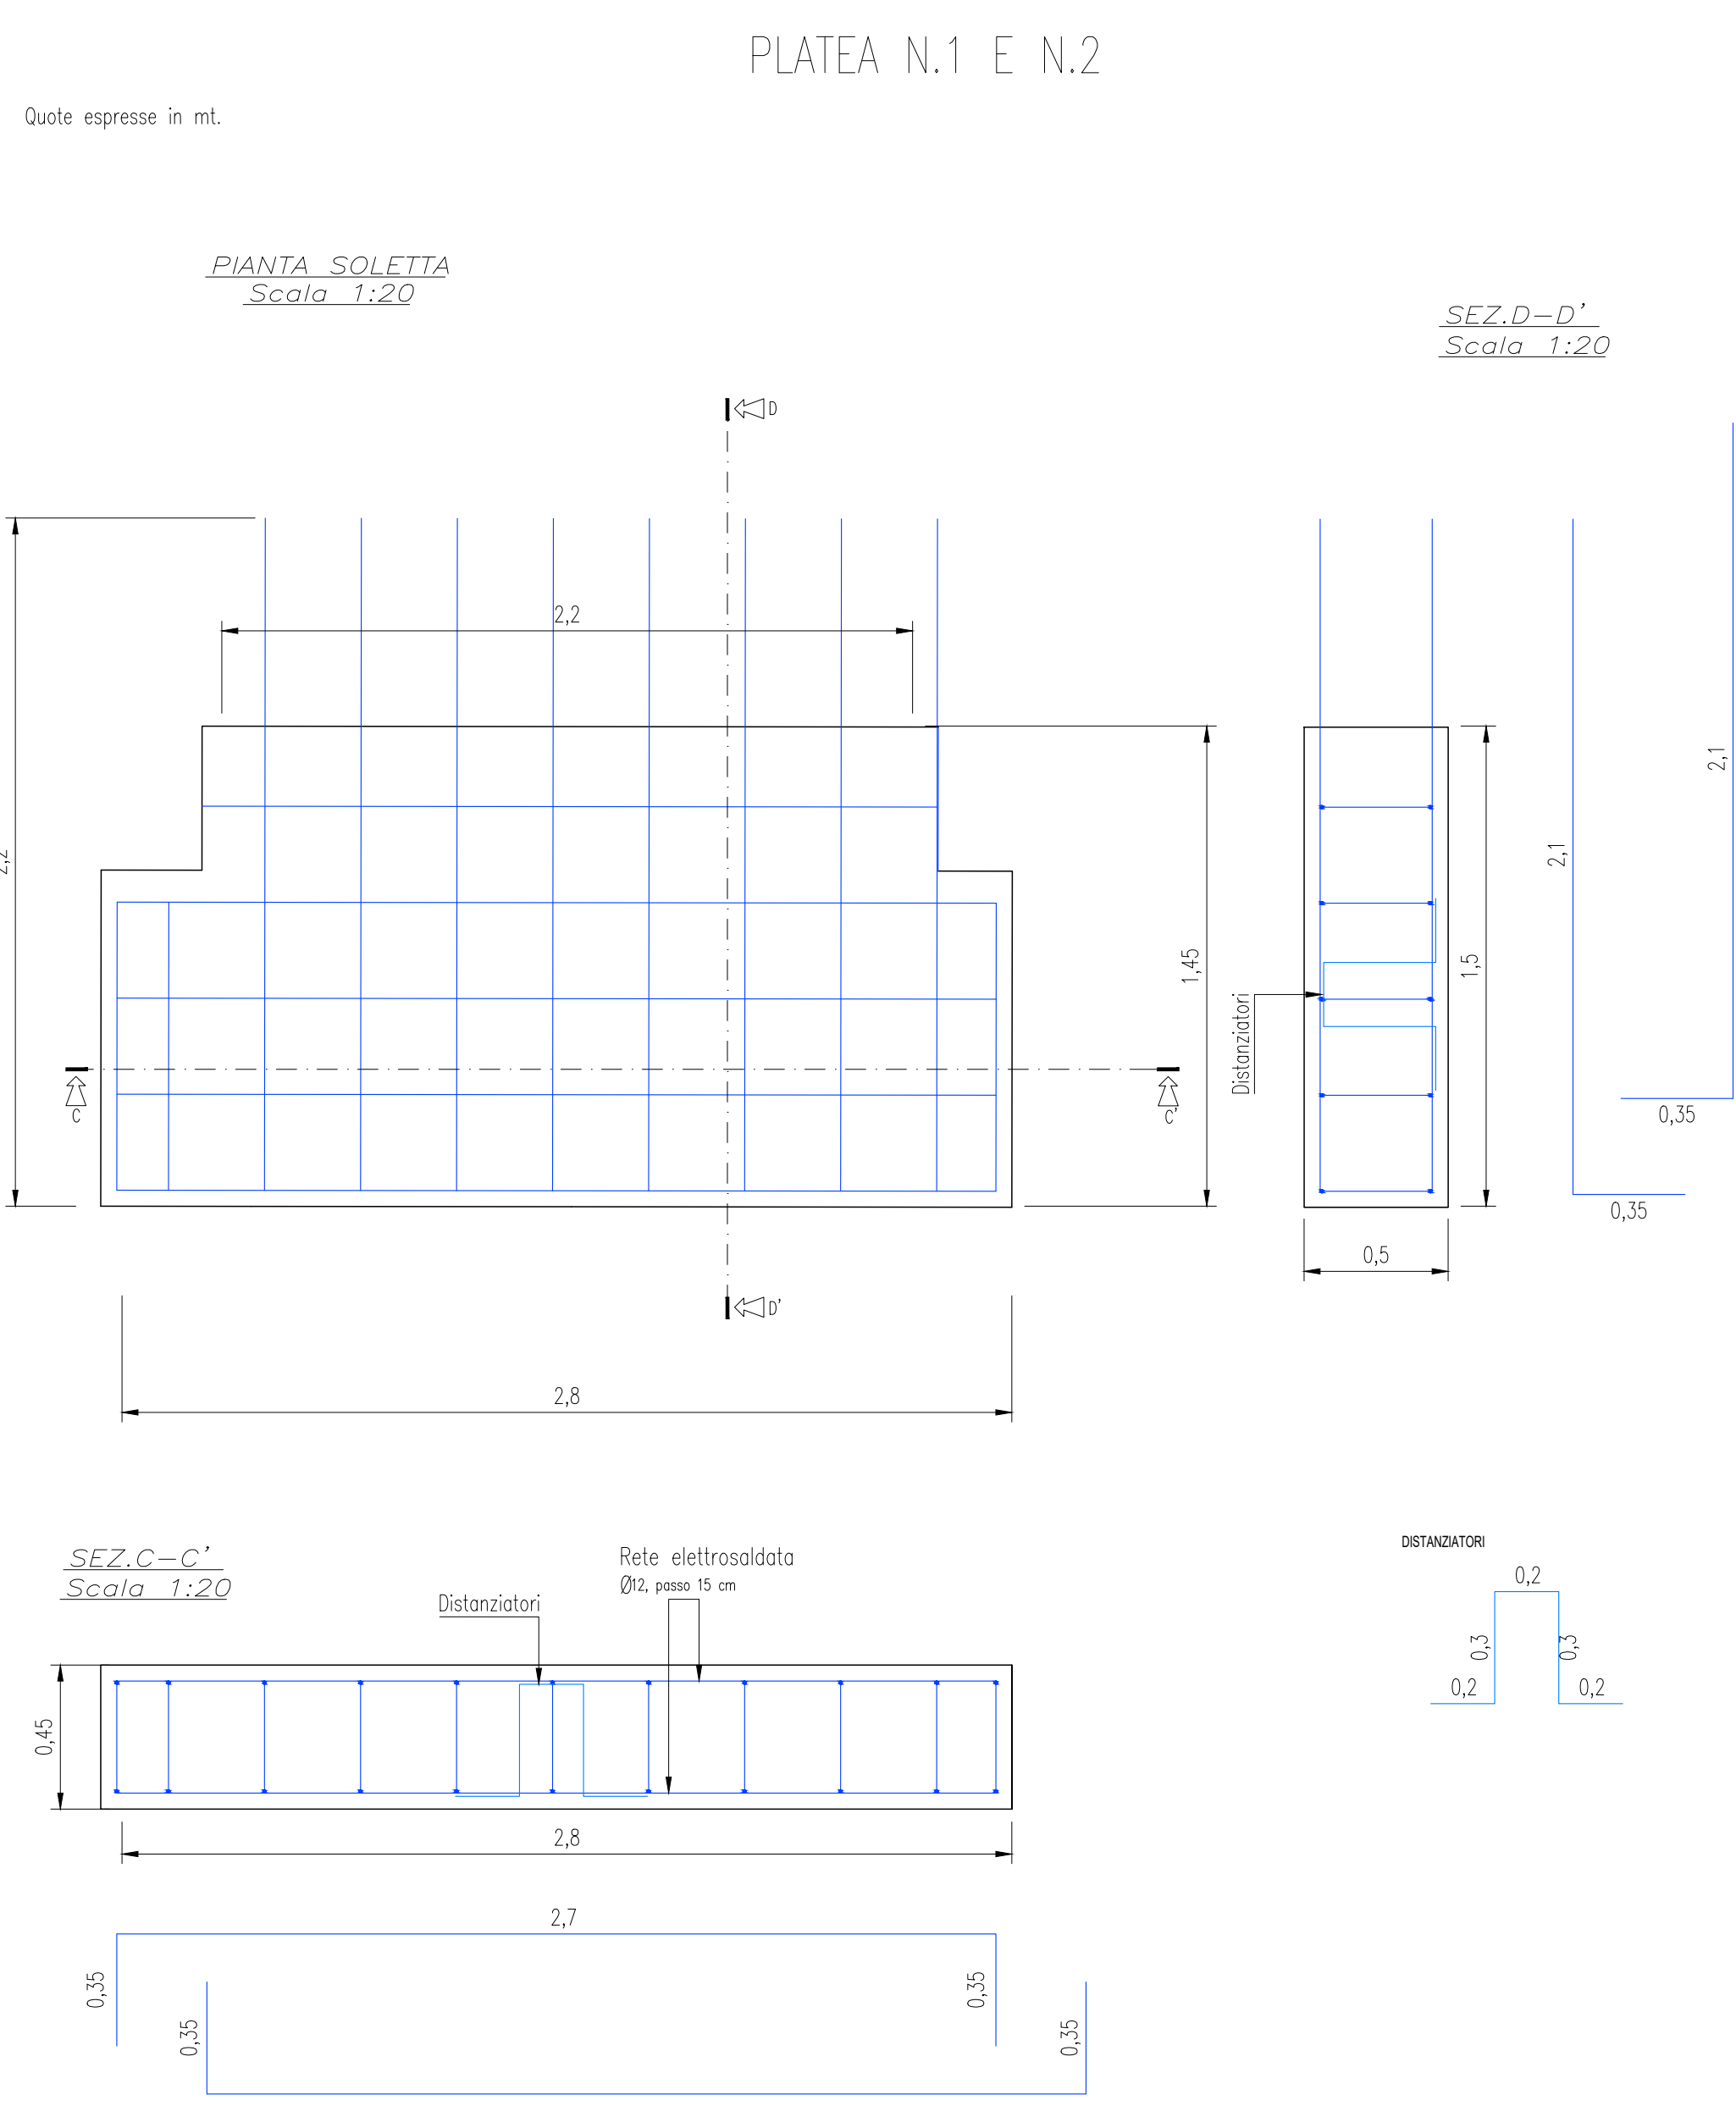 PLATEA N.1 E N.2
Quote espresse in mt.
PIANTA SOLETTA
Scala 1:20
SEZ.D-D'
Scala 1:20
D
2,2
2,2
2,1
2,1
1,45
1,5
Distanziatori
C
C'
0,35
0,35
0,5
D'
2,8
SEZ.C-C'
Scala 1:20
Rete elettrosaldata
Ø12, passo 15 cm
Distanziatori
DISTANZIATORI
0,2
0,3
0,3
0,2
0,2
0,45
2,8
2,7
0,35
0,35
0,35
0,35